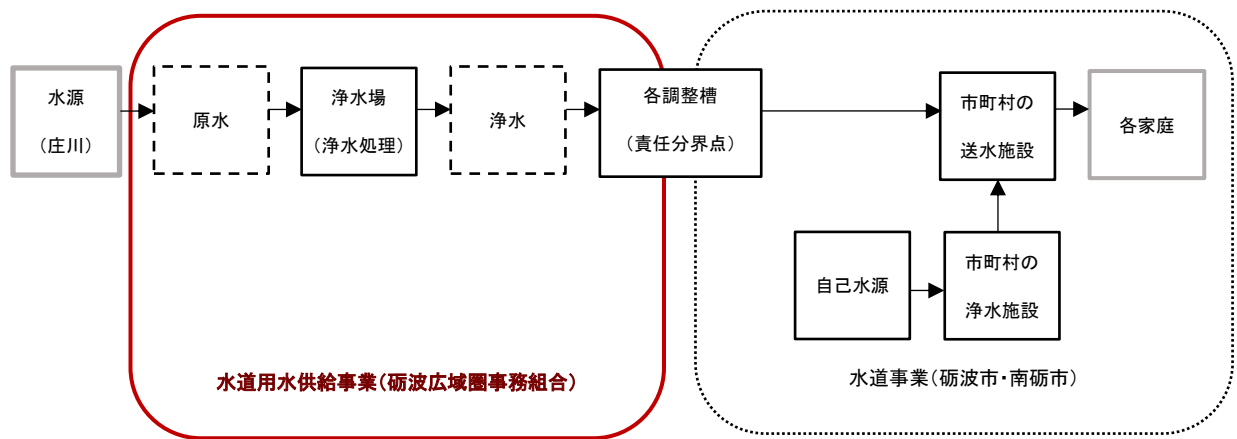 水源
(庄川)
原水
浄水場
(浄水処理)
浄水
各調整槽
(責任分界点)
市町村の
送水施設
各家庭
自己水源
市町村の
浄水施設
水道用水供給事業(砺波広域圏事務組合)
水道事業(砺波市・南砺市)